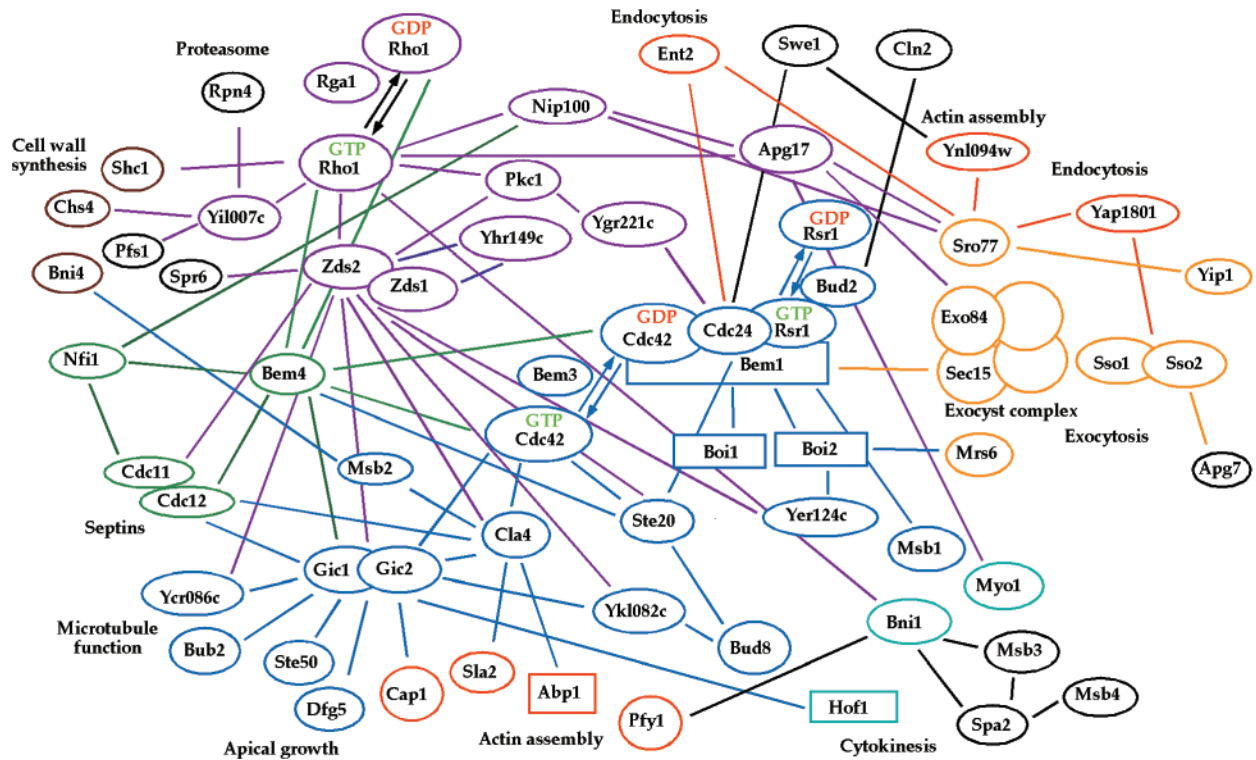 GDP
Rho1
Endocytosis
Swe1
Cln2
Proteasome
Ent2
Rga1
Rpn4
Nip100
Actin assembly
Cell wall
synthesis
GTP
Rho1
Apg17
Ynl094w
Shc1
Endocytosis
Pkc1
Chs4
Yil007c
Ygr221c
GDP
Rsr1
Yap1801
Pfs1
Yhr149c
Sro77
Bni4
Spr6
Zds2
Zds1
Bud2
Yip1
GDP
Cdc42
Cdc24
GTP
Rsr1
Exo84
Nfi1
Bem4
Bem3
Bem1
Sec15
Sso1
Sso2
Exocyst complex
GTP
Cdc42
Exocytosis
Boi1
Boi2
Mrs6
Cdc11
Msb2
Apg7
Cdc12
Septins
Ste20
Yer124c
Cla4
Msb1
Gic1
Gic2
Myo1
Ycr086c
Ykl082c
Bni1
Microtubule
function
Bub2
Ste50
Bud8
Msb3
Sla2
Cap1
Abp1
Msb4
Dfg5
Pfy1
Hof1
Spa2
Apical growth
Actin assembly
Cytokinesis